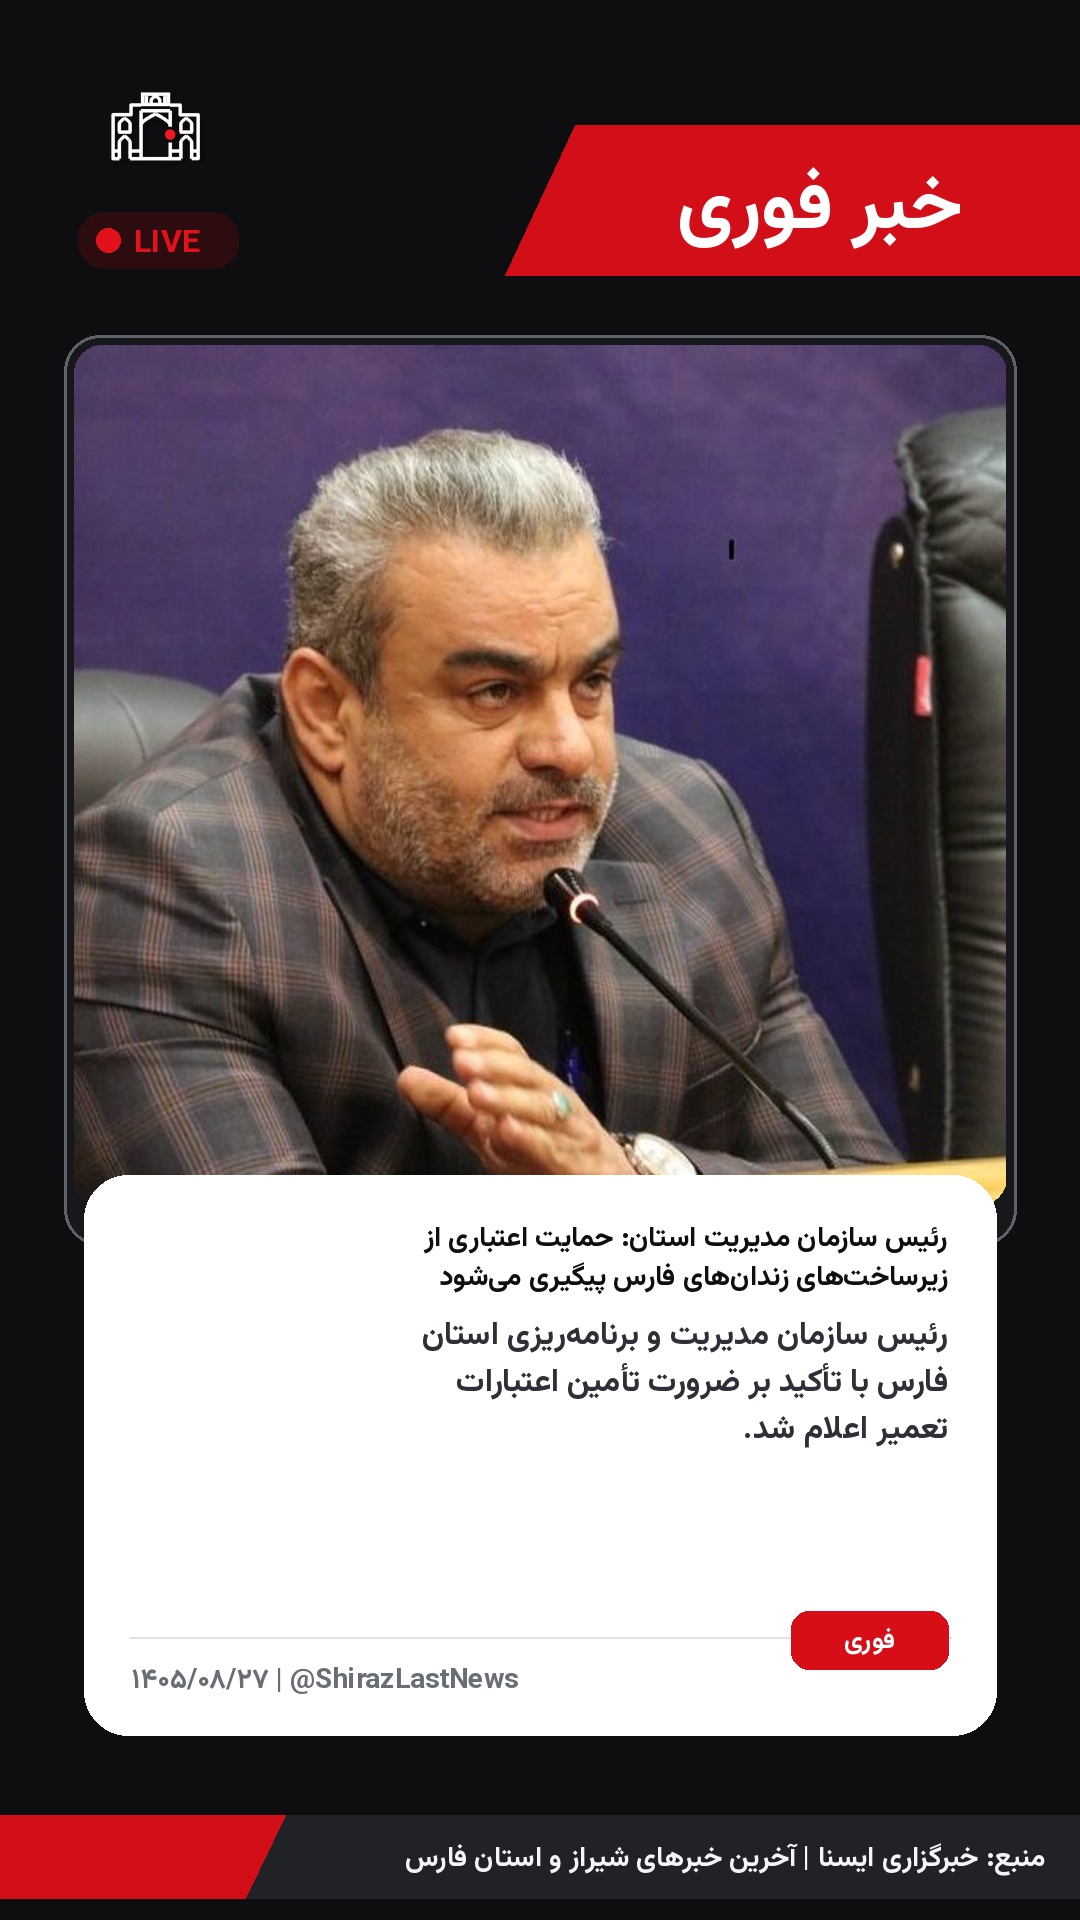 خبر فوری
LIVE
رئیس سازمان مدیریت استان: حمایت اعتباری از
زیرساخت‌های زندان‌های فارس پیگیری می‌شود
رئیس سازمان مدیریت و برنامه‌ریزی استان
فارس با تأکید بر ضرورت تأمین اعتبارات
تعمیر اعلام شد.
فوری
۱۴۰۵/۰۸/۲۷ | @ShirazLastNews
منبع: خبرگزاری ایسنا | آخرین خبرهای شیراز و استان فارس